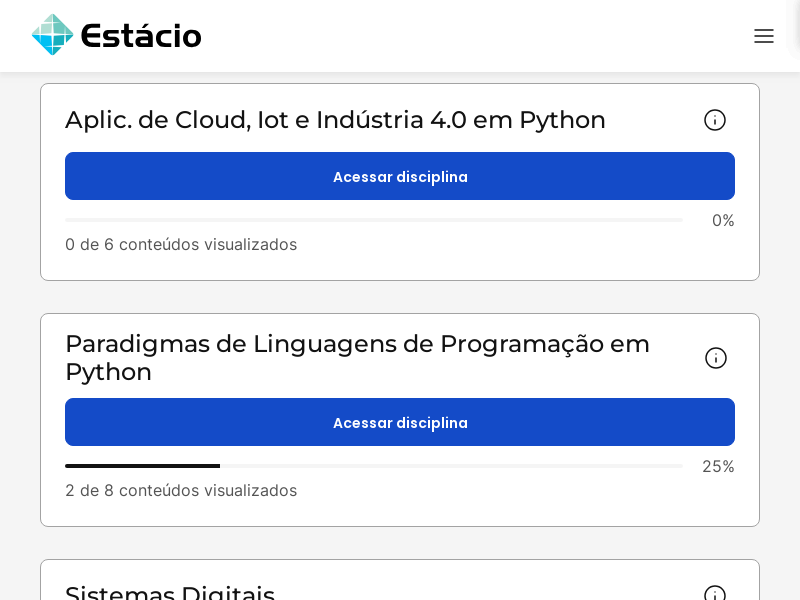 Estácio
Aplic. de Cloud, Iot e Indústria 4.0 em Python
Acessar disciplina
0%
0 de 6 conteúdos visualizados
Paradigmas de Linguagens de Programação em
Python
Acessar disciplina
25%
2 de 8 conteúdos visualizados
Sistemas Digitais